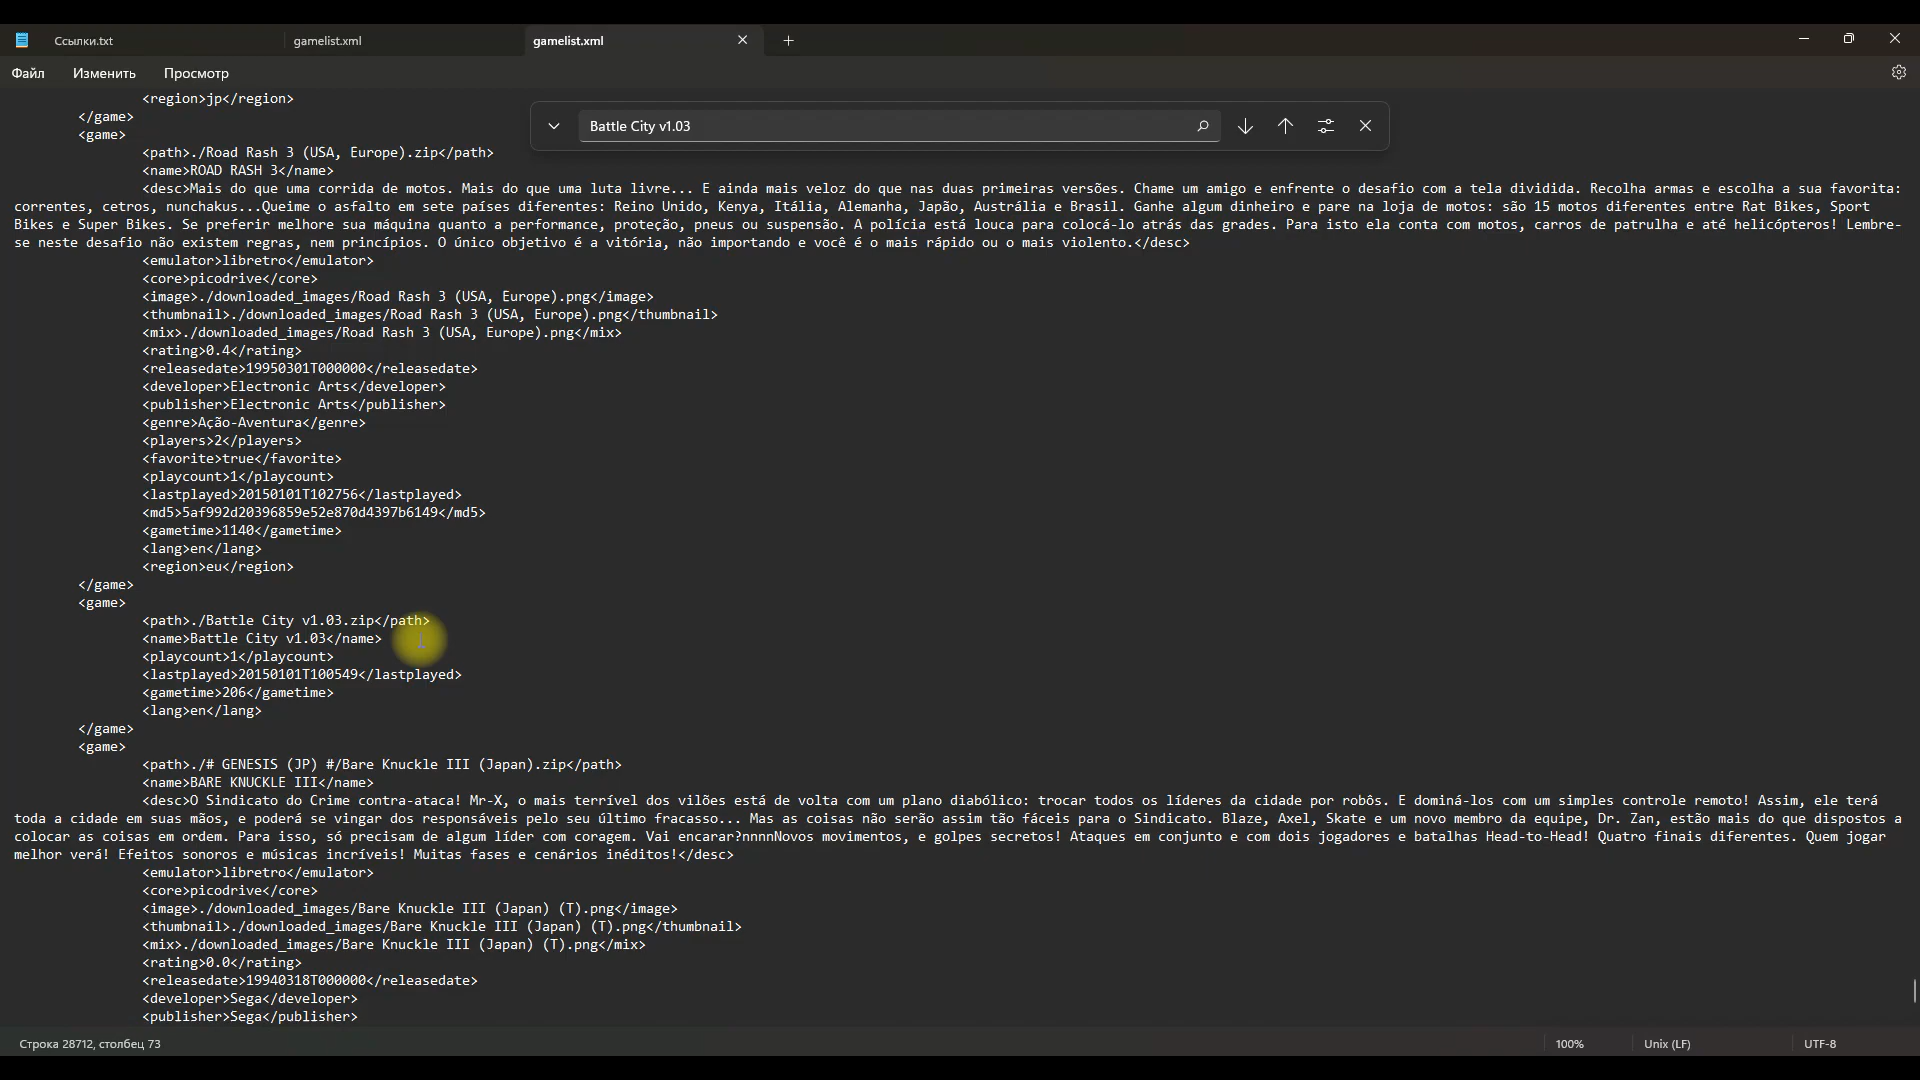 Ссылки.txt
gamelist.xml
gamelist.xml
Файл
Изменить
Просмотр
Battle City v1.03
<region>jp</region>
</game>
<game>
<path>./Road Rash 3 (USA, Europe).zip</path>
<name>ROAD RASH 3</name>
<desc>Mais do que uma corrida de motos. Mais do que uma luta livre... E ainda mais veloz do que nas duas primeiras versões. Chame um amigo e enfrente o desafio com a tela dividida. Recolha armas e escolha a sua favorita:
correntes, cetros, nunchakus...Queime o asfalto em sete países diferentes: Reino Unido, Kenya, Itália, Alemanha, Japão, Austrália e Brasil. Ganhe algum dinheiro e pare na loja de motos: são 15 motos diferentes entre Rat Bikes, Sport
Bikes e Super Bikes. Se preferir melhore sua máquina quanto a performance, proteção, pneus ou suspensão. A polícia está louca para colocá-lo atrás das grades. Para isto ela conta com motos, carros de patrulha e até helicópteros! Lembre-
se neste desafio não existem regras, nem princípios. O único objetivo é a vitória, não importando e você é o mais rápido ou o mais violento.</desc>
<emulator>libretro</emulator>
<core>picodrive</core>
<image>./downloaded_images/Road Rash 3 (USA, Europe).png</image>
<thumbnail>./downloaded_images/Road Rash 3 (USA, Europe).png</thumbnail>
<mix>./downloaded_images/Road Rash 3 (USA, Europe).png</mix>
<rating>0.4</rating>
<releasedate>19950301T000000</releasedate>
<developer>Electronic Arts</developer>
<publisher>Electronic Arts</publisher>
<genre>Ação-Aventura</genre>
<players>2</players>
<favorite>true</favorite>
<playcount>1</playcount>
<lastplayed>20150101T102756</lastplayed>
<md5>5af992d20396859e52e870d4397b6149</md5>
<gametime>1140</gametime>
<lang>en</lang>
<region>eu</region>
</game>
<game>
<path>./Battle City v1.03.zip</path>
<name>Battle City v1.03</name>
<playcount>1</playcount>
<lastplayed>20150101T100549</lastplayed>
<gametime>206</gametime>
<lang>en</lang>
</game>
<game>
<path>./# GENESIS (JP) #/Bare Knuckle III (Japan).zip</path>
<name>BARE KNUCKLE III</name>
<desc>O Sindicato do Crime contra-ataca! Mr-X, o mais terrível dos vilões está de volta com um plano diabólico: trocar todos os líderes da cidade por robôs. E dominá-los com um simples controle remoto! Assim, ele terá
toda a cidade em suas mãos, e poderá se vingar dos responsáveis pelo seu último fracasso... Mas as coisas não serão assim tão fáceis para o Sindicato. Blaze, Axel, Skate e um novo membro da equipe, Dr. Zan, estão mais do que dispostos a
colocar as coisas em ordem. Para isso, só precisam de algum líder com coragem. Vai encarar?nnnnNovos movimentos, e golpes secretos! Ataques em conjunto e com dois jogadores e batalhas Head-to-Head! Quatro finais diferentes. Quem jogar
melhor verá! Efeitos sonoros e músicas incríveis! Muitas fases e cenários inéditos!</desc>
<emulator>libretro</emulator>
<core>picodrive</core>
<image>./downloaded_images/Bare Knuckle III (Japan) (T).png</image>
<thumbnail>./downloaded_images/Bare Knuckle III (Japan) (T).png</thumbnail>
<mix>./downloaded_images/Bare Knuckle III (Japan) (T).png</mix>
<rating>0.0</rating>
<releasedate>19940318T000000</releasedate>
<developer>Sega</developer>
<publisher>Sega</publisher>
Строка 28712, столбец 73
100%
Unix (LF)
UTF-8